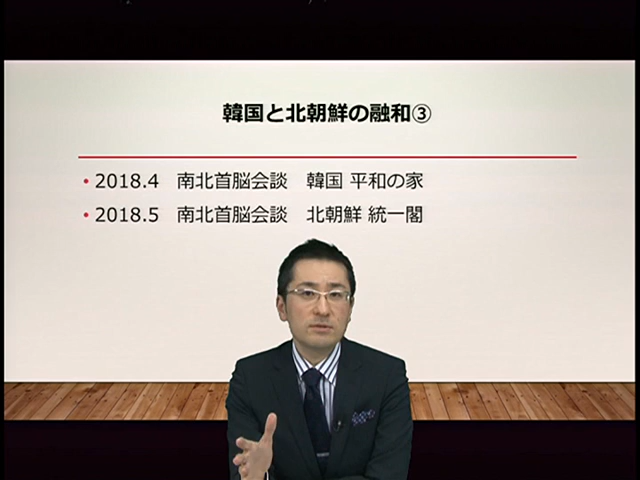 韓国と北朝鮮の融和③
•2018.4　南北首脳会談　韓国 平和の家
•2018.5　南北首脳会談　北朝鮮 統一閣